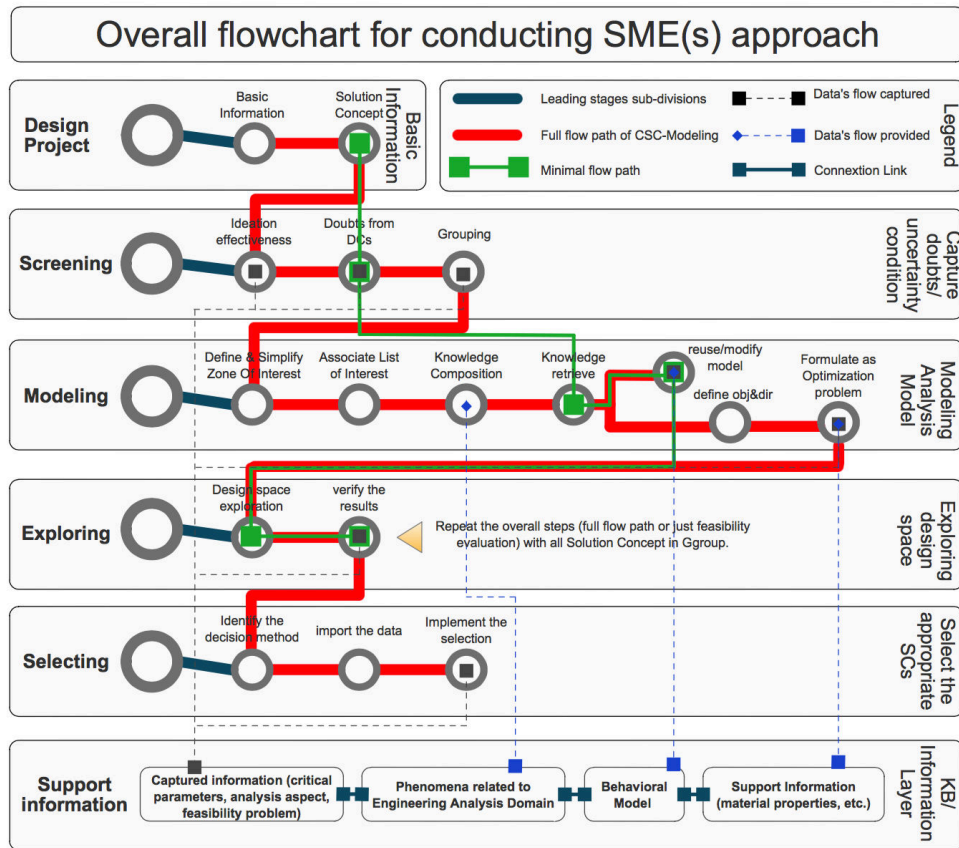 Overall flowchart for conducting SME(s) approach
Design
Project
Basic
Information
Solution
Concept
Basic
Information
Leading stages sub-divisions
Full flow path of CSC-Modeling
Minimal flow path
Data's flow captured
Data's flow provided
Connextion Link
Legend
Screening
Ideation
effectiveness
Doubts from
DCs
Grouping
Capture
doubts/
uncertainty
condition
Modeling
Define & Simplify
Zone Of Interest
Associate List
of Interest
Knowledge
Composition
Knowledge
retrieve
reuse/modify
model
define obj&dir
Formulate as
Optimization
problem
Modeling
Analysis
Model
Exploring
Design space
exploration
verify the
results
Repeat the overall steps (full flow path or just feasibility
evaluation) with all Solution Concept in Ggroup.
Exploring
design
space
Selecting
Identify the
decision method
import the data
Implement the
selection
Select the
appropriate
SCs
Support
information
Captured information (critical
parameters, analysis aspect,
feasibility problem)
Phenomena related to
Engineering Analysis Domain
Behavioral
Model
Support Information
(material properties, etc.)
KB/
Information
Layer